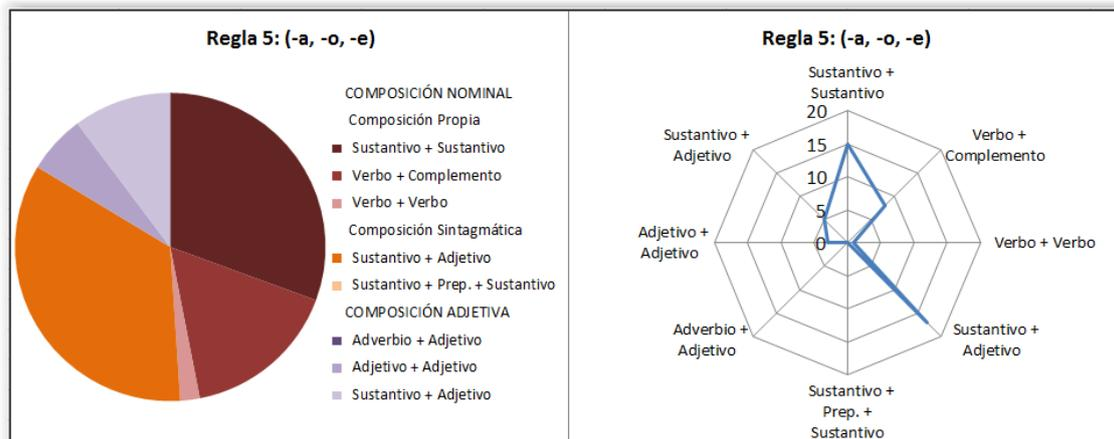 Regla 5: (-a, -o, -e)
COMPOSICIÓN NOMINAL
Composición Propia
Sustantivo + Sustantivo
Verbo + Complemento
Verbo + Verbo
Composición Sintagmática
Sustantivo + Adjetivo
Sustantivo + Prep. + Sustantivo
COMPOSICIÓN ADJETIVA
Adverbio + Adjetivo
Adjetivo + Adjetivo
Sustantivo + Adjetivo
Regla 5: (-a, -o, -e)
Sustantivo +
Sustantivo
20
15
10
5
0
Verbo +
Complemento
Verbo + Verbo
Sustantivo +
Adjetivo
Sustantivo +
Prep. +
Sustantivo
Adverbio +
Adjetivo
Adjetivo +
Adjetivo
Sustantivo +
Adjetivo